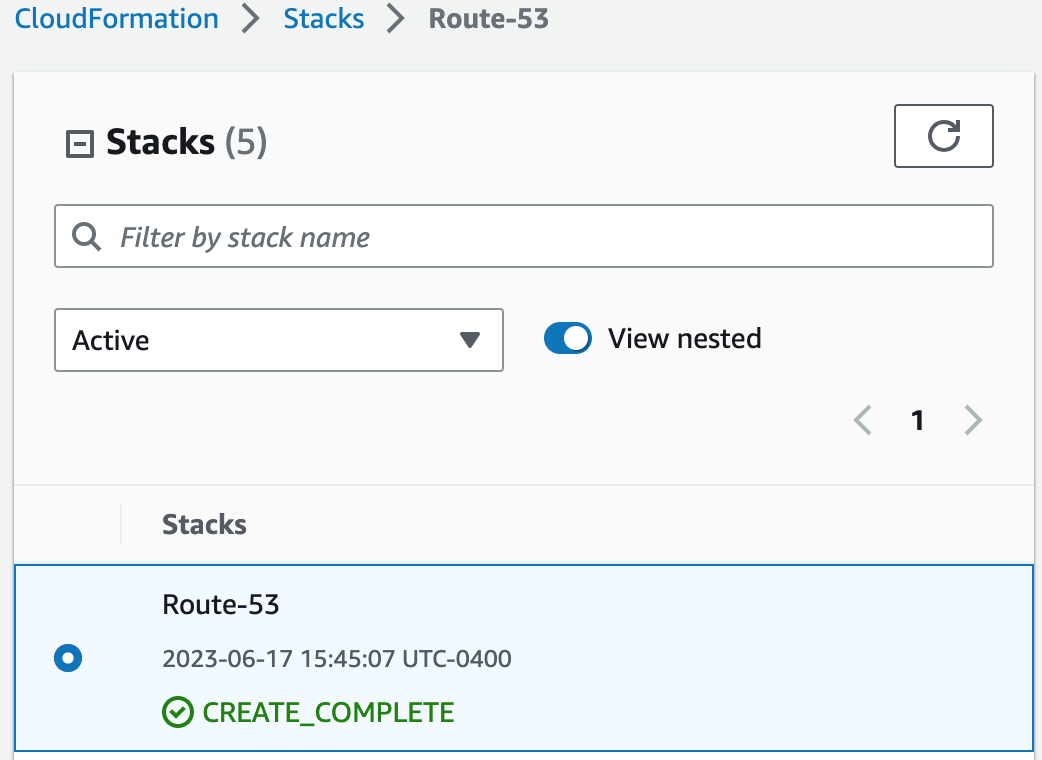 CloudFormation > Stacks > Route-53
Stacks (5)
Filter by stack name
Active
View nested
1
Stacks
Route-53
2023-06-17 15:45:07 UTC-0400
CREATE_COMPLETE